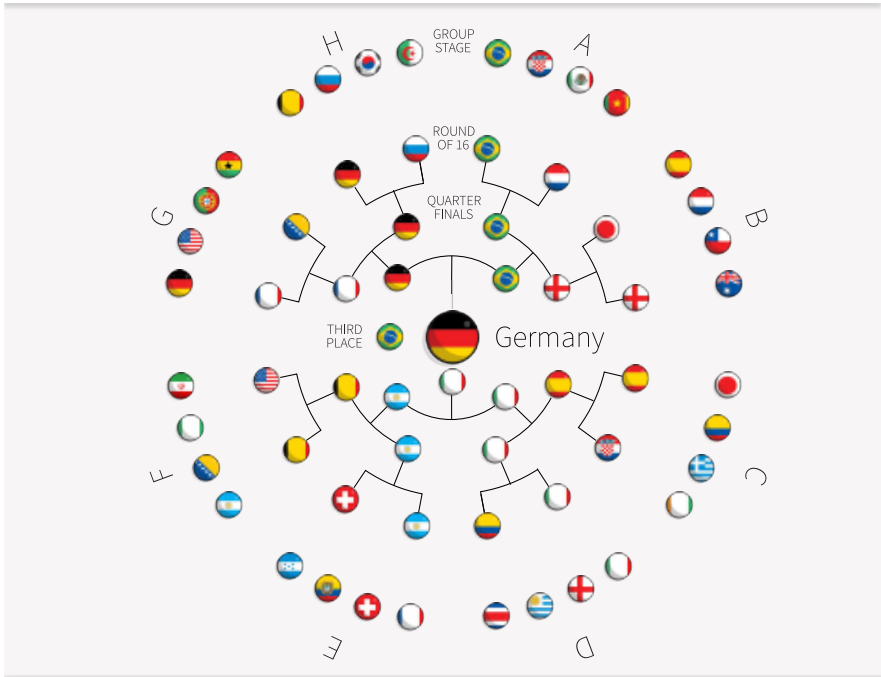 H
GROUP
STAGE
A
ROUND
OF 16
QUARTER
FINALS
G
B
THIRD
PLACE
Germany
F
C
E
D